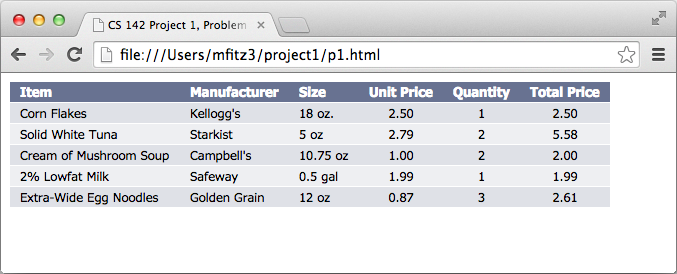 CS 142 Project 1, Problem
file:///Users/mfitz3/project1/p1.html
Item Manufacturer Size Unit Price Quantity Total Price
Corn Flakes Kellogg's 18 oz. 2.50 1 2.50
Solid White Tuna Starkist 5 oz 2.79 2 5.58
Cream of Mushroom Soup Campbell's 10.75 oz 1.00 2 2.00
2% Lowfat Milk Safeway 0.5 gal 1.99 1 1.99
Extra-Wide Egg Noodles Golden Grain 12 oz 0.87 3 2.61